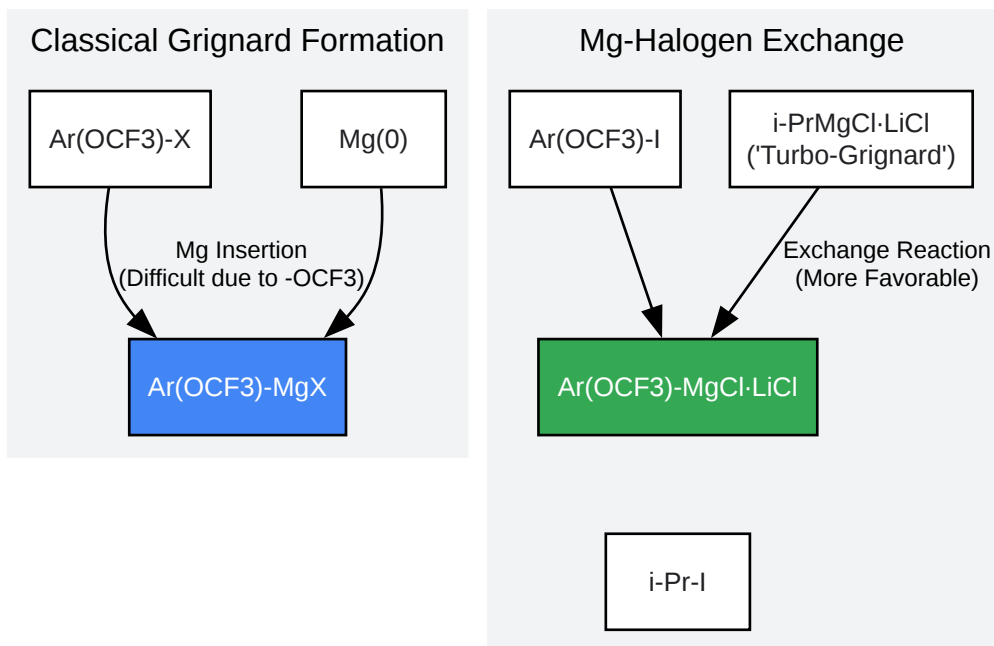 Classical Grignard Formation
Ar(OCF3)-X
Mg(0)
Mg Insertion
(Difficult due to -OCF3)
Ar(OCF3)-MgX
Mg-Halogen Exchange
Ar(OCF3)-I
i-PrMgCl·LiCl
('Turbo-Grignard')
Exchange Reaction
(More Favorable)
Ar(OCF3)-MgCl·LiCl
i-Pr-I